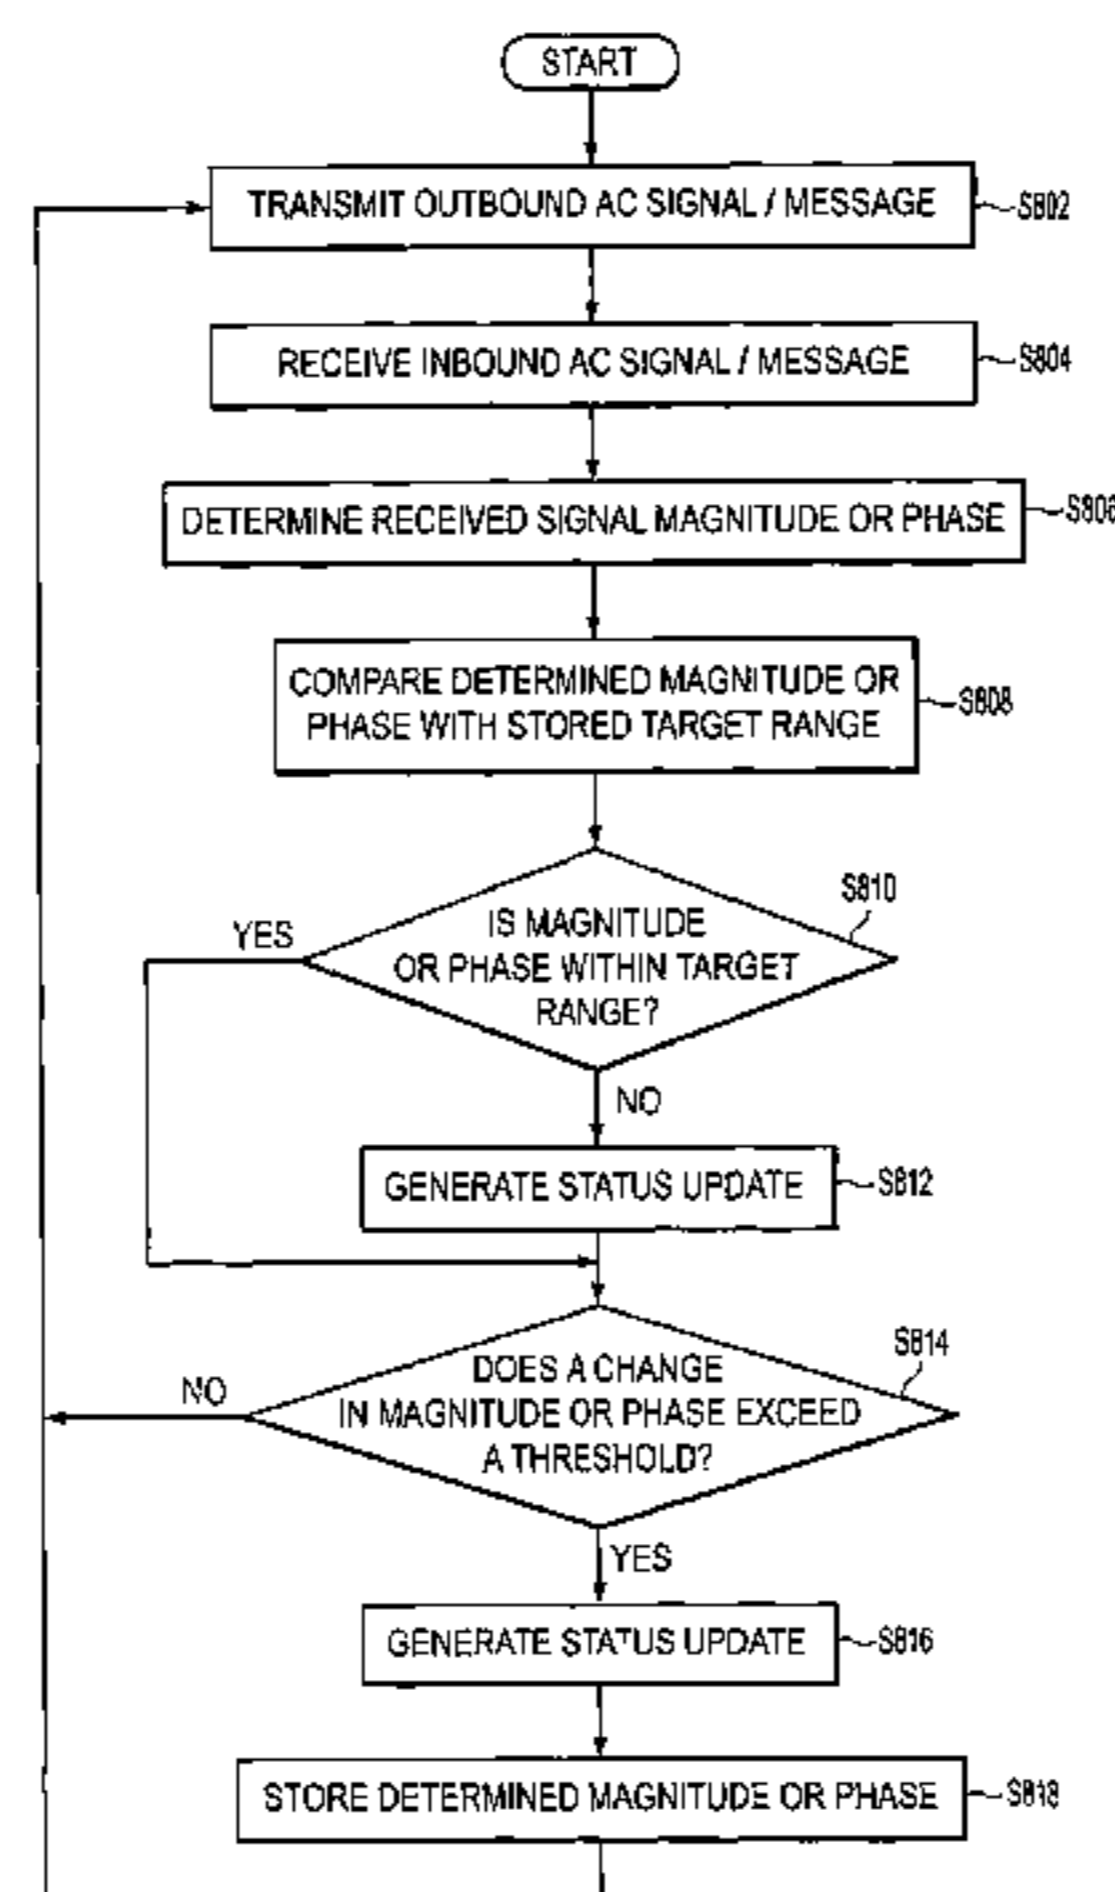 START
TRANSMIT OUTBOUND AC SIGNAL / MESSAGE
S802
RECEIVE INBOUND AC SIGNAL / MESSAGE
S804
DETERMINE RECEIVED SIGNAL MAGNITUDE OR PHASE
S806
COMPARE DETERMINED MAGNITUDE OR
PHASE WITH STORED TARGET RANGE
S808
S810
YES
IS MAGNITUDE
OR PHASE WITHIN TARGET
RANGE?
NO
GENERATE STATUS UPDATE
S812
S814
NO
DOES A CHANGE
IN MAGNITUDE OR PHASE EXCEED
A THRESHOLD?
YES
GENERATE STATUS UPDATE
S816
STORE DETERMINED MAGNITUDE OR PHASE
S818